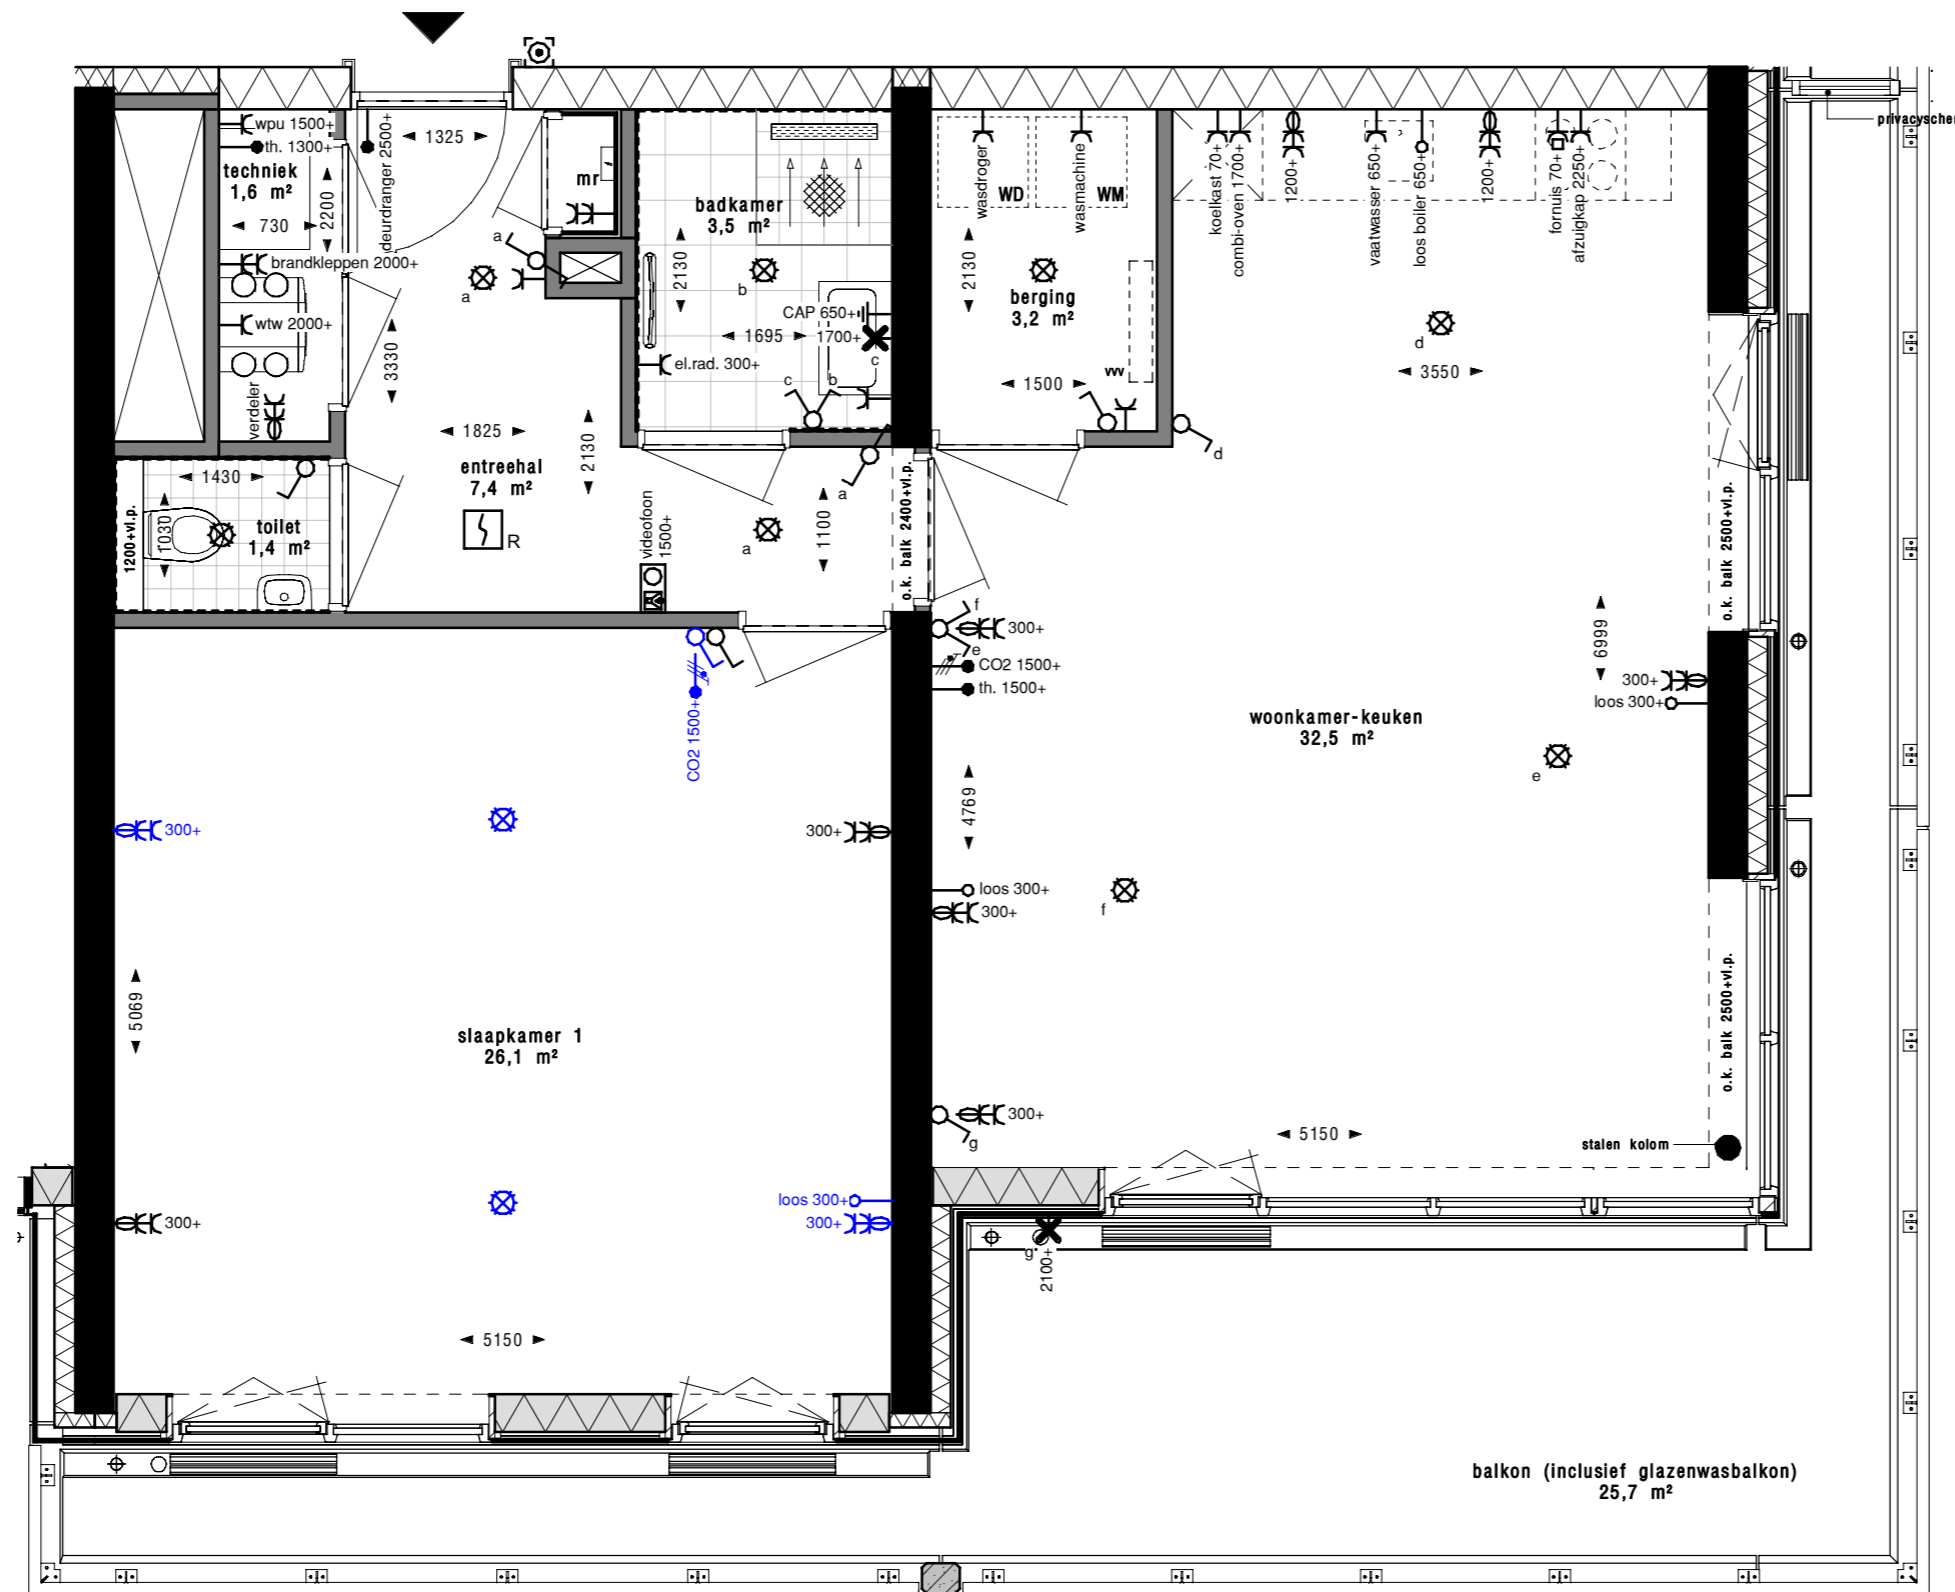 privacyscher
wpu 1500+
th. 1300+
techniek
1,6 m²
730
2200
deurdranger 2500+
1325
mr
brandkleppen 2000+
wtw 2000+
verdeler
3330
a
a
badkamer
3,5 m²
2130
b
CAP 650+
1695
1700+
c
el.rad. 300+
c
b
wasdroger
WD
wasmachine
WM
2130
berging
3,2 m²
1500
vvv
koelkast 70+
combi-oven 1700+
1200+
vaatwasser 650+
loos boiler 650+
1200+
fornuis 70+
afzuigkap 2250+
d
3550
d
1825
entreehal
7,4 m²
2130
R
videofoon
1500+
a
a
1100
o.k. balk 2400+vl.p.
1430
1200+vl.p.
1030
toilet
1,4 m²
o.k. balk 2500+vl.p.
f
300+
e
CO2 1500+
th. 1500+
6999
300+
loos 300+
woonkamer-keuken
32,5 m²
e
4769
loos 300+
300+
f
CO2 1500+
300+
300+
5069
slaapkamer 1
26,1 m²
o.k. balk 2500+vl.p.
300+
g
5150
stalen kolom
loos 300+
300+
300+
g
2100+
5150
balkon (inclusief glazenwasbalkon)
25,7 m²